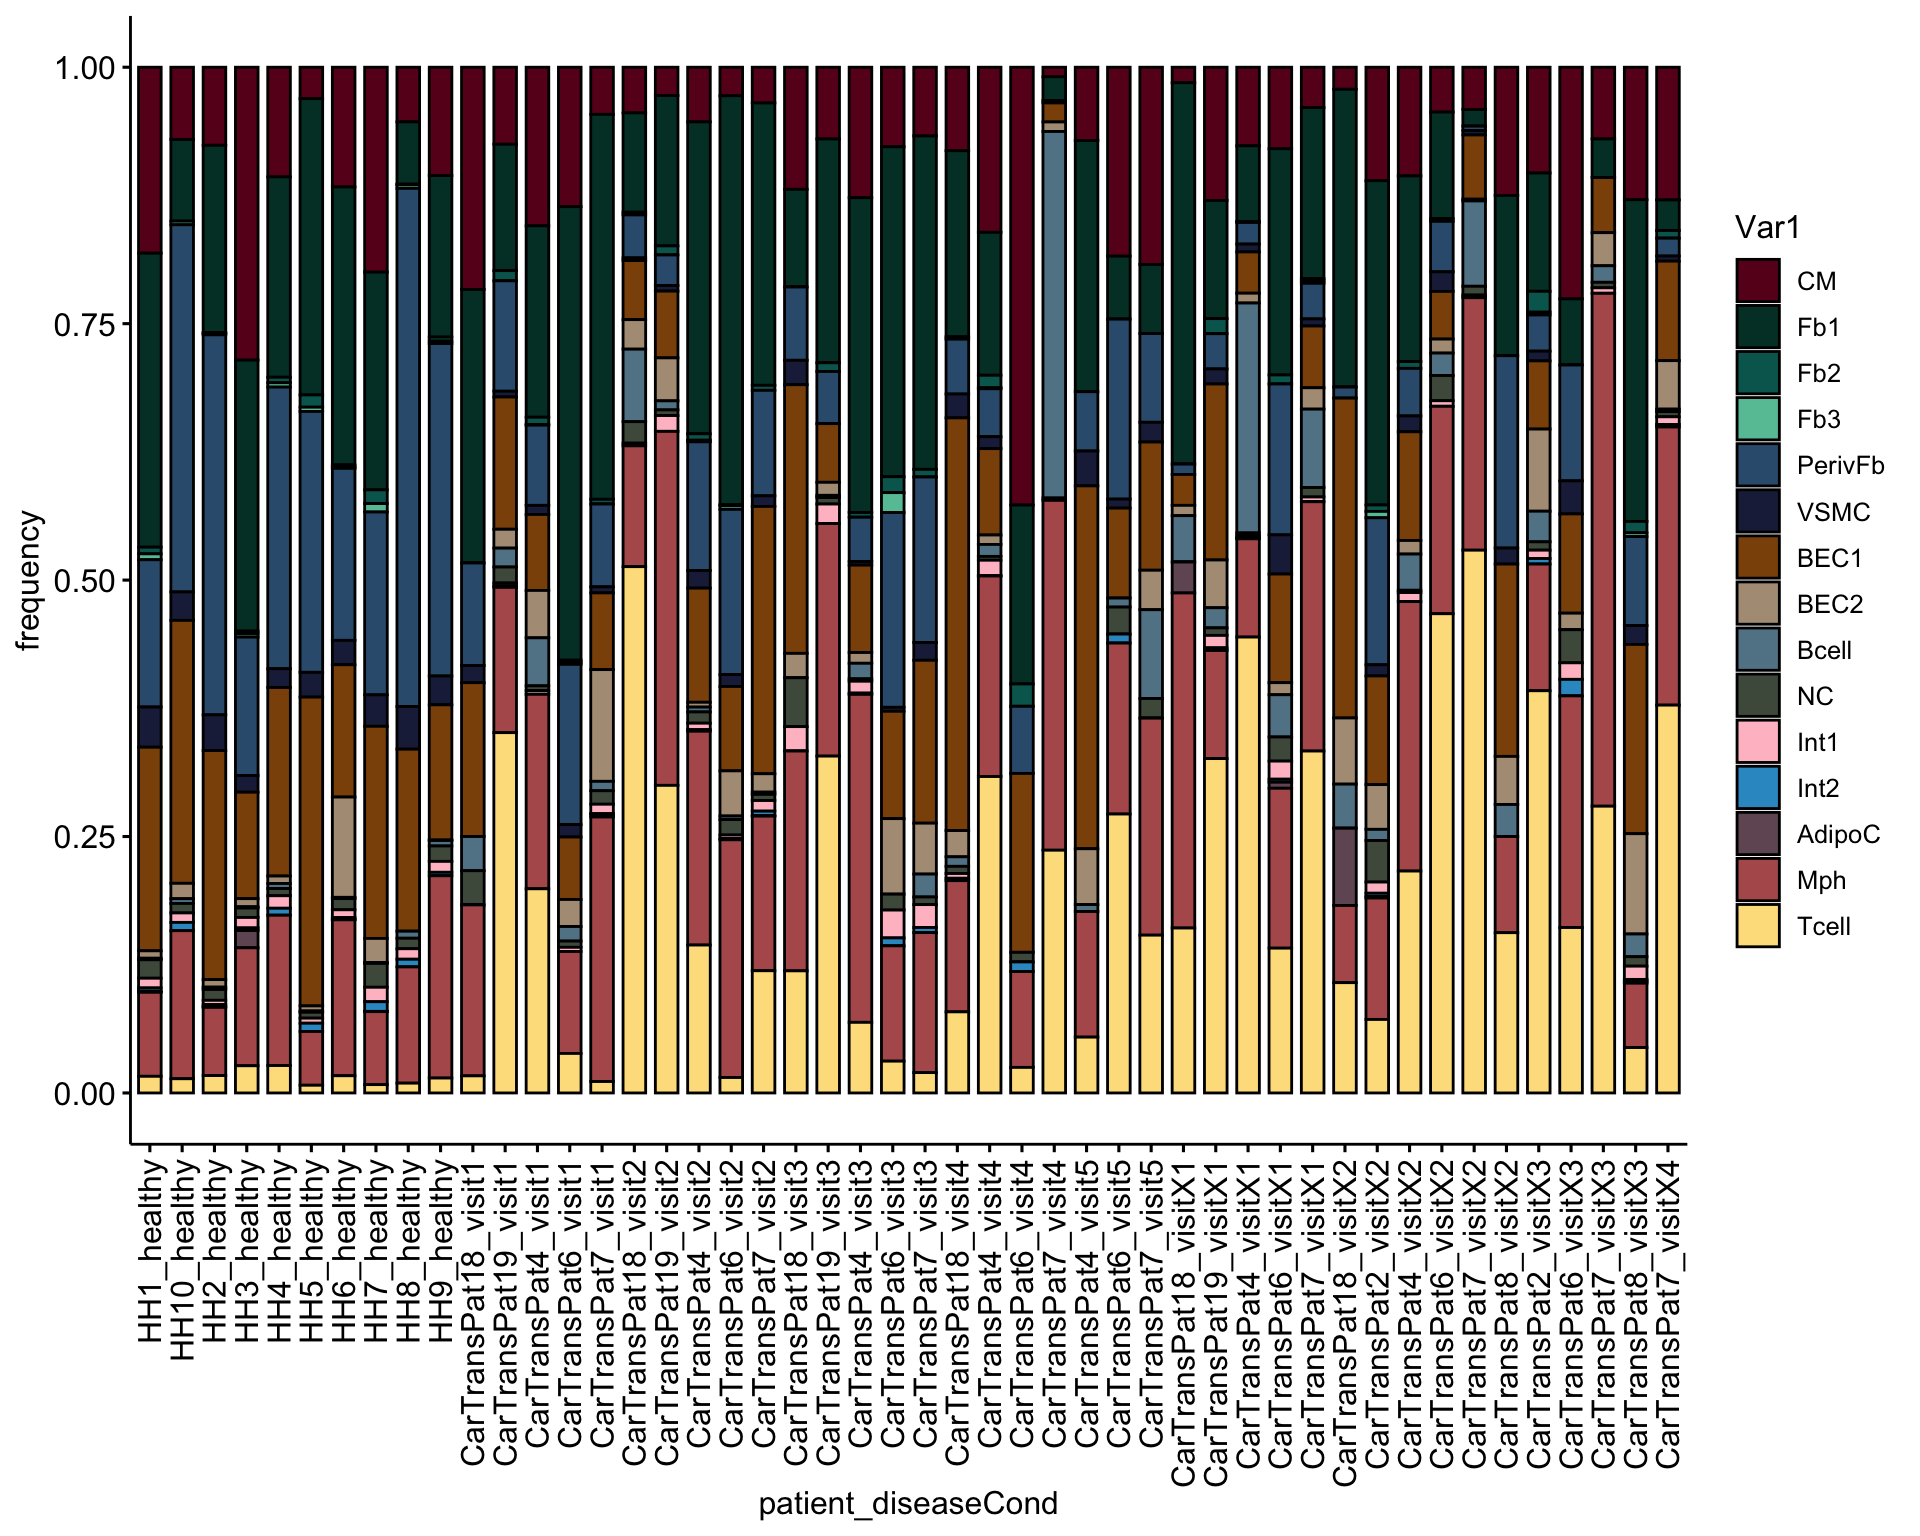 1.00
0.75
0.50
0.25
0.00
frequency
HH1_healthy
HH10_healthy
HH2_healthy
HH3_healthy
HH4_healthy
HH5_healthy
HH6_healthy
HH7_healthy
HH8_healthy
HH9_healthy
CarTransPat18_visit1
CarTransPat19_visit1
CarTransPat4_visit1
CarTransPat6_visit1
CarTransPat7_visit1
CarTransPat18_visit2
CarTransPat19_visit2
CarTransPat4_visit2
CarTransPat6_visit2
CarTransPat7_visit2
CarTransPat18_visit3
CarTransPat19_visit3
CarTransPat4_visit3
CarTransPat6_visit3
CarTransPat7_visit3
CarTransPat18_visit4
CarTransPat4_visit4
CarTransPat6_visit4
CarTransPat7_visit4
CarTransPat4_visit5
CarTransPat6_visit5
CarTransPat7_visit5
CarTransPat18_visitX1
CarTransPat19_visitX1
CarTransPat4_visitX1
CarTransPat6_visitX1
CarTransPat7_visitX1
CarTransPat18_visitX2
CarTransPat2_visitX2
CarTransPat4_visitX2
CarTransPat6_visitX2
CarTransPat7_visitX2
CarTransPat8_visitX2
CarTransPat2_visitX3
CarTransPat6_visitX3
CarTransPat7_visitX3
CarTransPat8_visitX3
CarTransPat7_visitX4
patient_diseaseCond
Var1
CM
Fb1
Fb2
Fb3
PerivFb
VSMC
BEC1
BEC2
Bcell
NC
Int1
Int2
AdipoC
Mph
Tcell